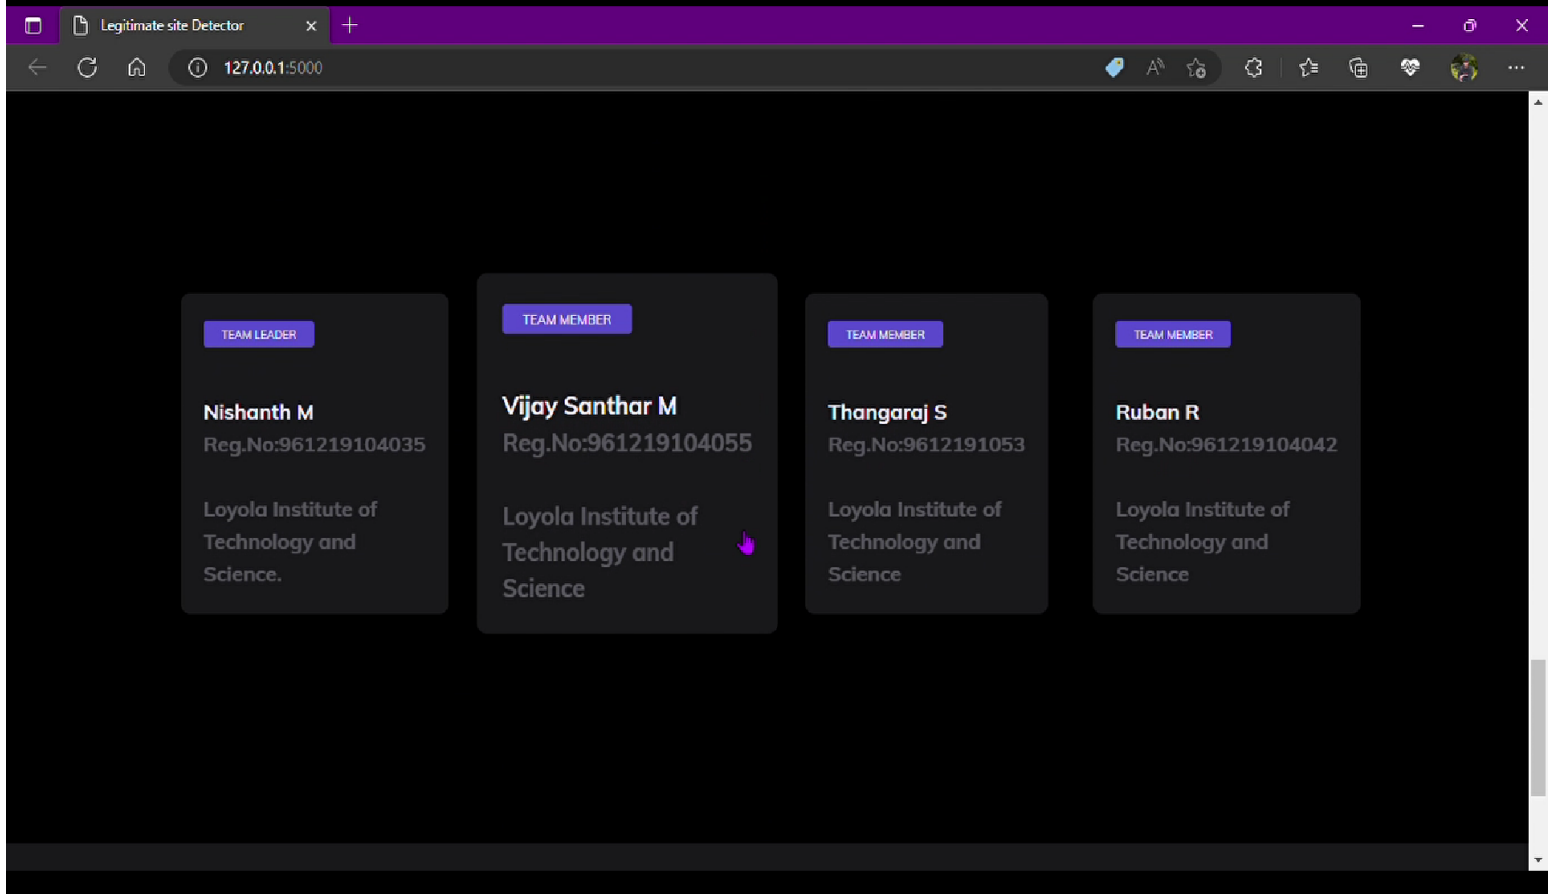 Legitimate site Detector
127.0.0.1:5000
TEAM LEADER
Nishanth M
Reg.No:961219104035
Loyola Institute of
Technology and
Science.
TEAM MEMBER
Vijay Santhar M
Reg.No:961219104055
Loyola Institute of
Technology and
Science
TEAM MEMBER
Thangaraj S
Reg.No:9612191053
Loyola Institute of
Technology and
Science
TEAM MEMBER
Ruban R
Reg.No:961219104042
Loyola Institute of
Technology and
Science